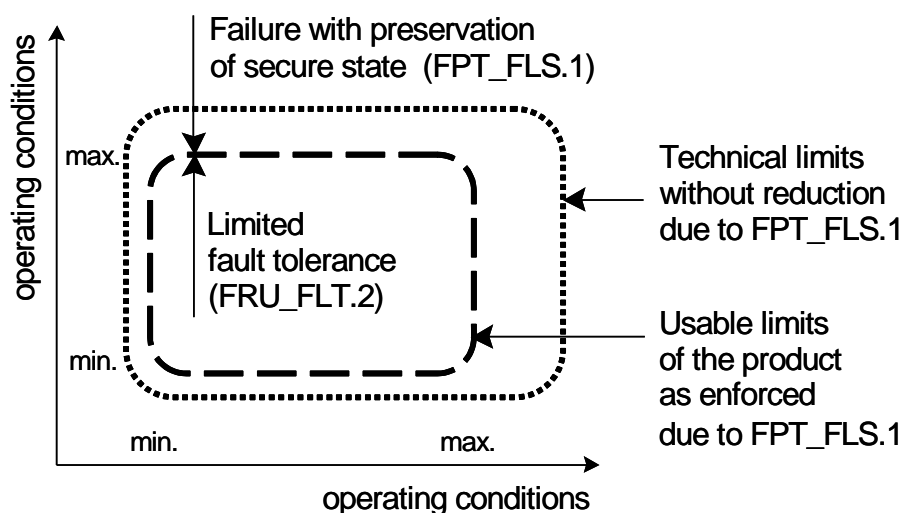 Failure with preservation
of secure state (FPT_FLS.1)
operating conditions
max.
min.
Limited
fault tolerance
(FRU_FLT.2)
Technical limits
without reduction
due to FPT_FLS.1
Usable limits
of the product
as enforced
due to FPT_FLS.1
min.
max.
operating conditions